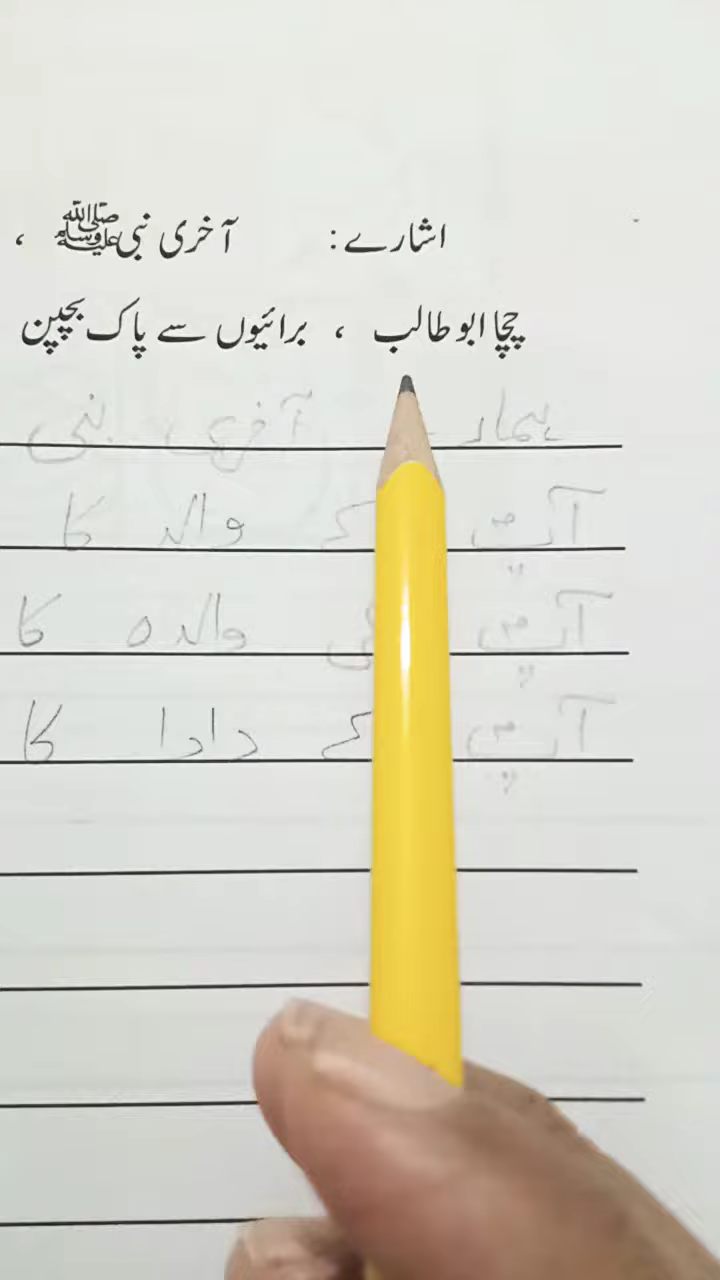 اشارے: آخری نبی ﷺ ،
چچا ابو طالب ، برائیوں سے پاک بچپن
ہمارے آخری نبی
آپ کے والد کا
آپ کی والدہ کا
آپ کے دادا کا